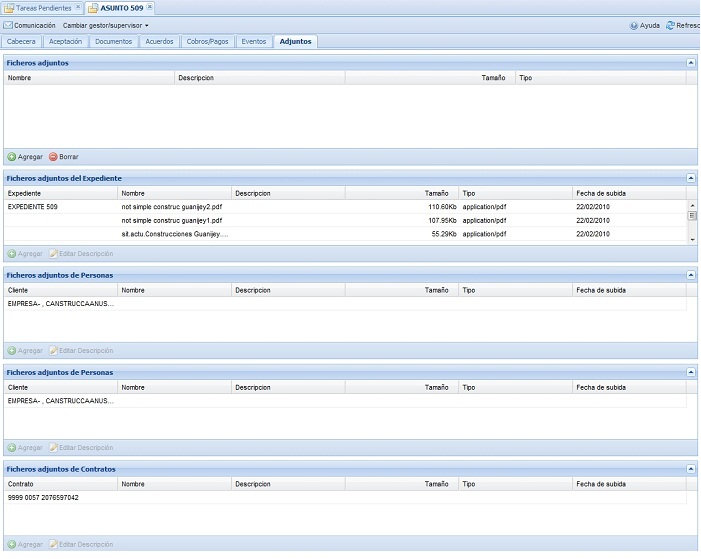 Tareas Pendientes ASUNTO 509
Comunicación Cambiar gestor/supervisor Ayuda Refresc
Cabecera Aceptación Documentos Acuerdos Cobros/Pagos Eventos Adjuntos
Ficheros adjuntos
Nombre Descripcion Tamaño Tipo
Agregar Borrar
Ficheros adjuntos del Expediente
Expediente Nombre Descripcion Tamaño Tipo Fecha de subida
EXPEDIENTE 509 not simple construc guanijey2.pdf 110.60Kb application/pdf 22/02/2010
not simple construc guanijey1.pdf 107.95Kb application/pdf 22/02/2010
sit.actu.Construcciones Guanijey.... 55.29Kb application/pdf 22/02/2010
Agregar Editar Descripción
Ficheros adjuntos de Personas
Cliente Nombre Descripcion Tamaño Tipo Fecha de subida
EMPRESA- , CANSTRUCCAANUS...
Agregar Editar Descripción
Ficheros adjuntos de Personas
Cliente Nombre Descripcion Tamaño Tipo Fecha de subida
EMPRESA- , CANSTRUCCAANUS...
Agregar Editar Descripción
Ficheros adjuntos de Contratos
Contrato Nombre Descripcion Tamaño Tipo Fecha de subida
9999 0057 2076597042
Agregar Editar Descripción